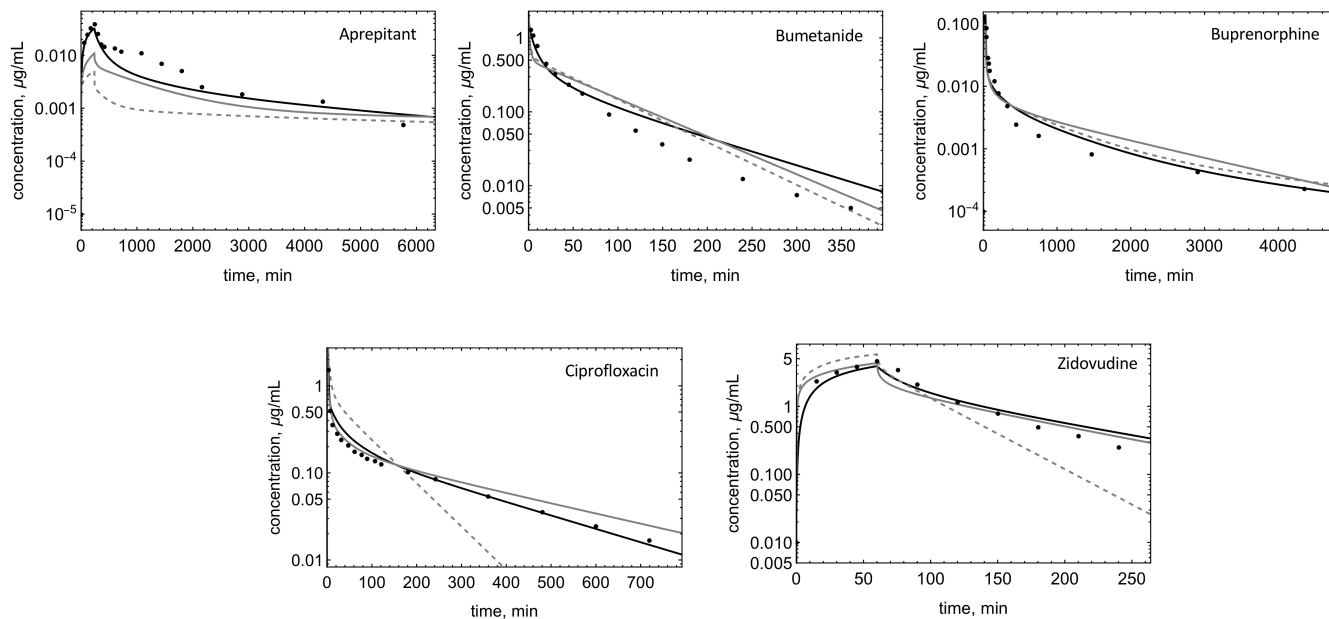 Aprepitant
concentration, µg/mL
0.010
0.001
10⁻⁴
10⁻⁵
0 1000 2000 3000 4000 5000 6000
time, min
Bumetanide
concentration, µg/mL
1
0.500
0.100
0.050
0.010
0.005
0 50 100 150 200 250 300 350
time, min
Buprenorphine
concentration, µg/mL
0.100
0.010
0.001
10⁻⁴
0 1000 2000 3000 4000
time, min
Ciprofloxacin
concentration, µg/mL
1
0.50
0.10
0.05
0.01
0 100 200 300 400 500 600 700
time, min
Zidovudine
concentration, µg/mL
5
1
0.500
0.100
0.050
0.010
0.005
0 50 100 150 200 250
time, min